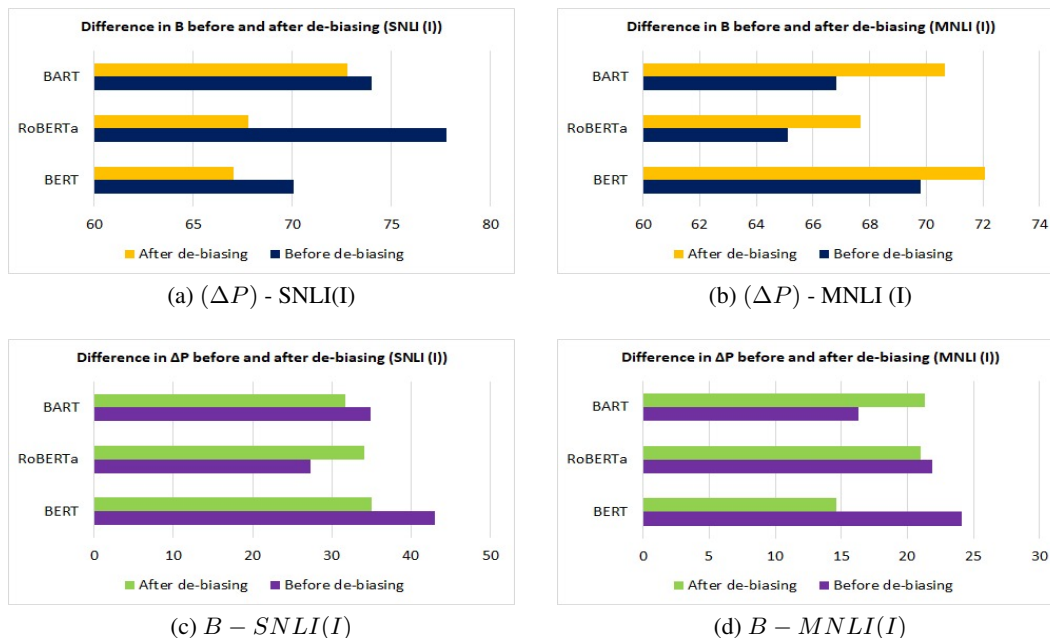 Difference in B before and after de-biasing (SNLI (I))
BART
RoBERTa
BERT
60 65 70 75 80
After de-biasing Before de-biasing
(a) (ΔP) - SNLI(I)
Difference in B before and after de-biasing (MNLI (I))
BART
RoBERTa
BERT
60 62 64 66 68 70 72 74
After de-biasing Before de-biasing
(b) (ΔP) - MNLI (I)
Difference in ΔP before and after de-biasing (SNLI (I))
BART
RoBERTa
BERT
0 10 20 30 40 50
After de-biasing Before de-biasing
(c) B − SNLI(I)
Difference in ΔP before and after de-biasing (MNLI (I))
BART
RoBERTa
BERT
0 5 10 15 20 25 30
After de-biasing Before de-biasing
(d) B − MNLI(I)